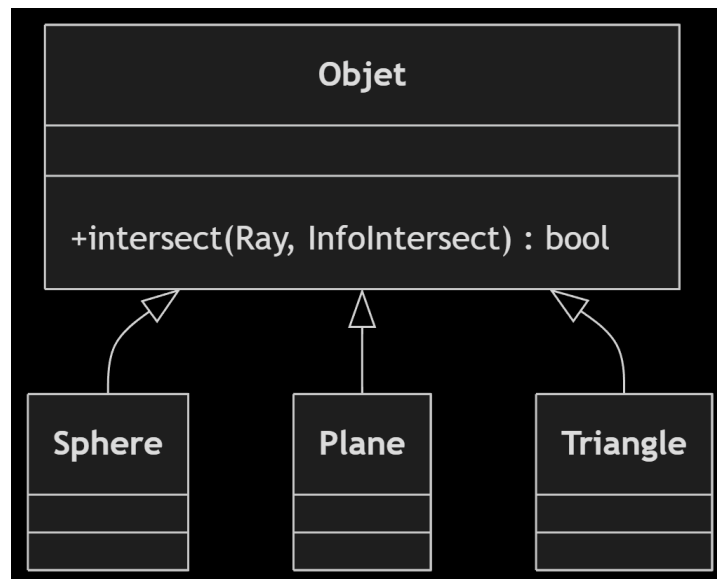 Objet
+intersect(Ray, InfoIntersect) : bool
Sphere
Plane
Triangle